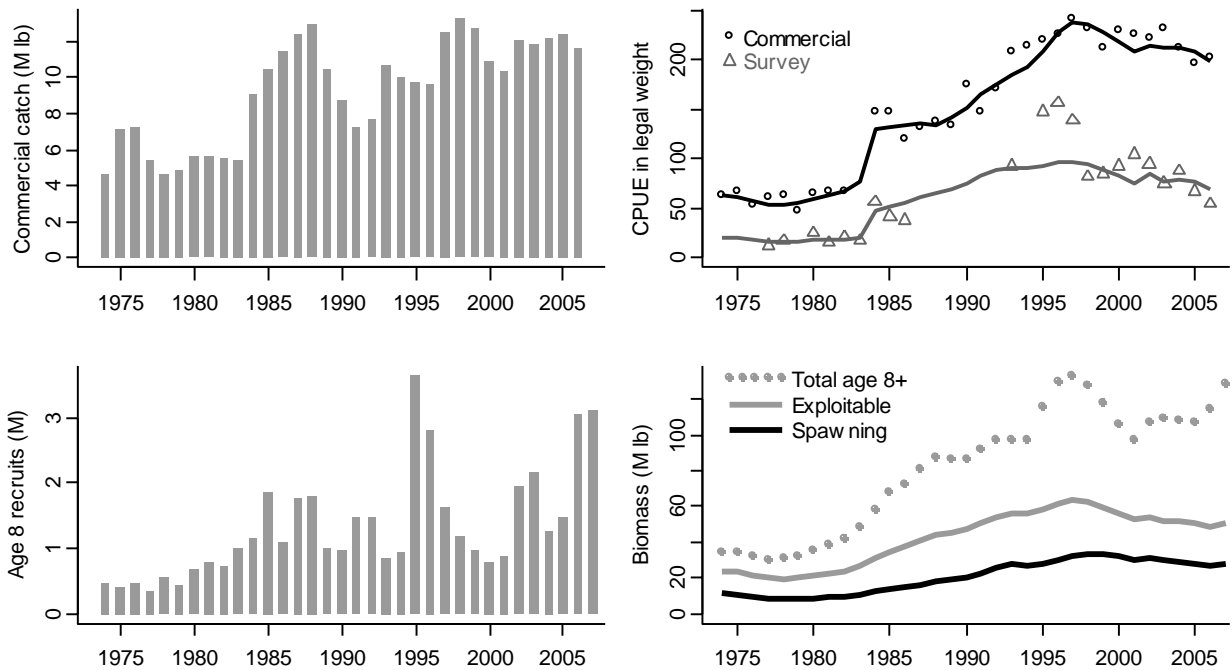 Commercial catch (M lb)
0 2 4 6 8 10
1975 1980 1985 1990 1995 2000 2005
CPUE in legal weight
0 50 100 200
Commercial
Survey
1975 1980 1985 1990 1995 2000 2005
Age 8 recruits (M)
0 1 2 3
1975 1980 1985 1990 1995 2000 2005
Biomass (M lb)
0 20 60 100
Total age 8+
Exploitable
Spaw ning
1975 1980 1985 1990 1995 2000 2005